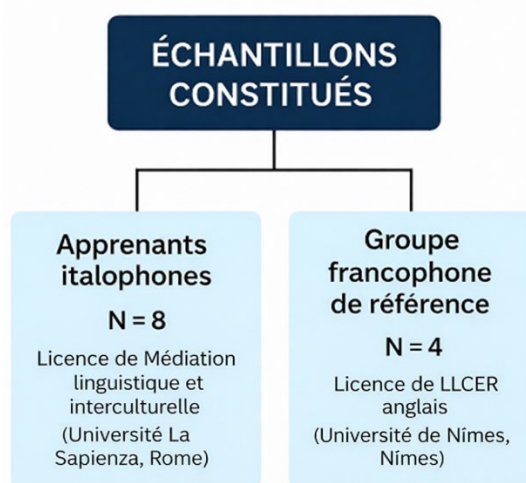 ÉCHANTILLONS
CONSTITUÉS
Apprenants
italophones
N = 8
Licence de Médiation
linguistique et
interculturelle
(Université La
Sapienza, Rome)
Groupe
francophone
de référence
N = 4
Licence de LLCER
anglais
(Université de Nîmes,
Nîmes)